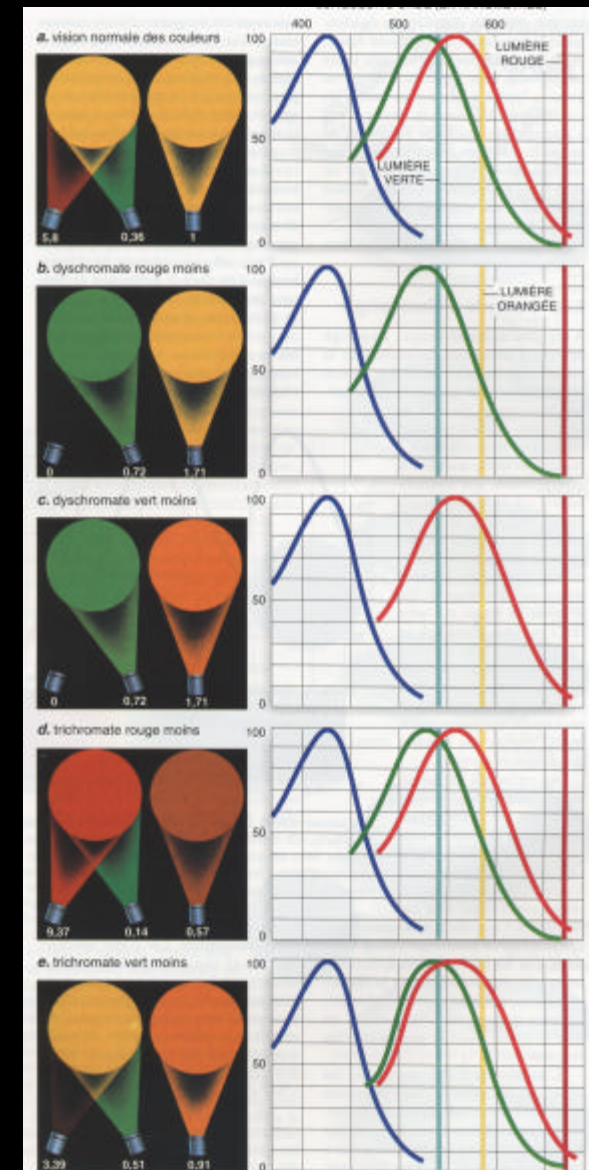 400 500 600
a. vision normale des couleurs
100
50
0
LUMIÈRE
ROUGE
LUMIÈRE
VERTE
5,8 0,36 1
b. dyschromate rouge moins
100
50
0
LUMIÈRE
ORANGÉE
0 0,72 1,71
c. dyschromate vert moins
100
50
0
0 0,72 1,71
d. trichromate rouge moins
100
50
0
9,37 0,14 0,57
e. trichromate vert moins
100
50
3,39 0,51 0,91